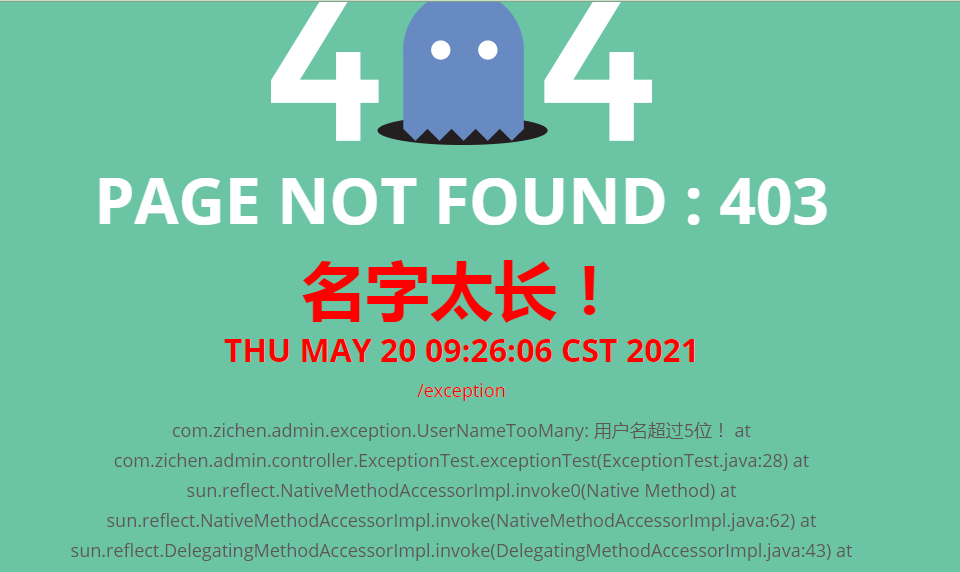 4 4
PAGE NOT FOUND : 403
名字太长！
THU MAY 20 09:26:06 CST 2021
/exception
com.zichen.admin.exception.UserNameTooMany: 用户名超过5位！ at
com.zichen.admin.controller.ExceptionTest.exceptionTest(ExceptionTest.java:28) at
sun.reflect.NativeMethodAccessorImpl.invoke0(Native Method) at
sun.reflect.NativeMethodAccessorImpl.invoke(NativeMethodAccessorImpl.java:62) at
sun.reflect.DelegatingMethodAccessorImpl.invoke(DelegatingMethodAccessorImpl.java:43) at